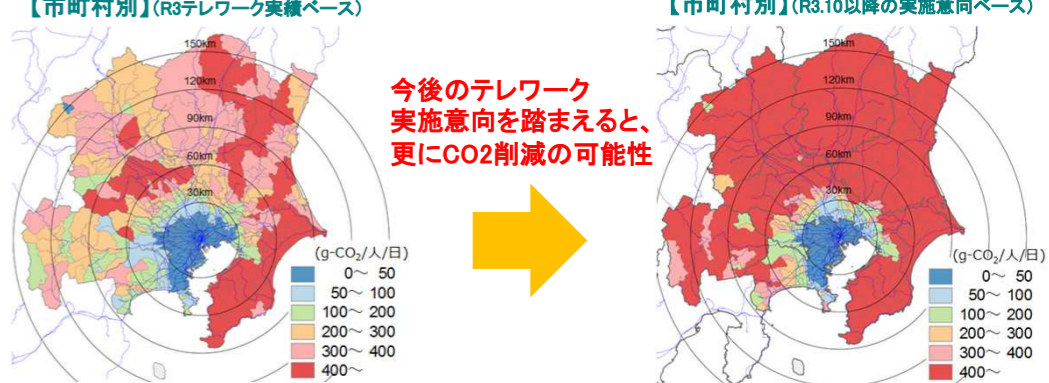 【市町村別】(R3テレワーク実績ベース)
【市町村別】(R3.10以降の実施意向ベース)
150km
120km
90km
60km
30km
(g-CO₂/人/日)
0～ 50
50～ 100
100～ 200
200～ 300
300～ 400
400～
今後のテレワーク
実施意向を踏まえると、
更にCO2削減の可能性
150km
120km
90km
60km
30km
(g-CO₂/人/日)
0～ 50
50～ 100
100～ 200
200～ 300
300～ 400
400～